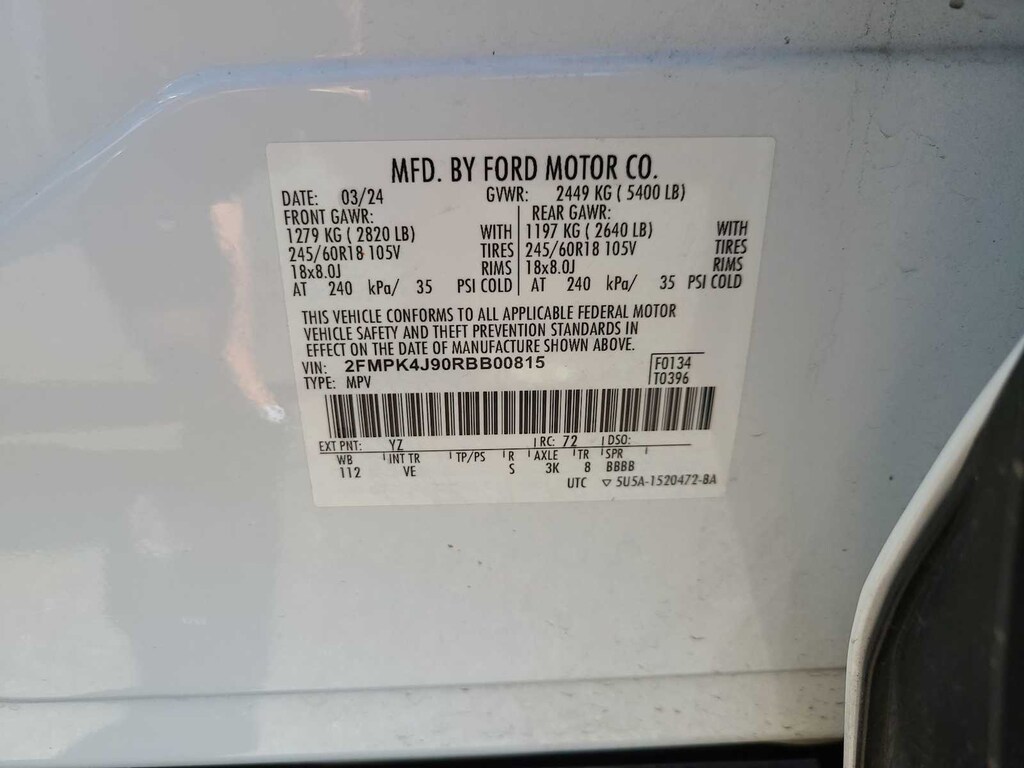 MFD. BY FORD MOTOR CO.
DATE: 03/24 GVWR: 2449 KG ( 5400 LB)
FRONT GAWR: REAR GAWR:
1279 KG ( 2820 LB) WITH 1197 KG ( 2640 LB) WITH
245/60R18 105V TIRES 245/60R18 105V TIRES
18x8.0J RIMS 18x8.0J RIMS
AT 240 kPa/ 35 PSI COLD AT 240 kPa/ 35 PSI COLD
THIS VEHICLE CONFORMS TO ALL APPLICABLE FEDERAL MOTOR
VEHICLE SAFETY AND THEFT PREVENTION STANDARDS IN
EFFECT ON THE DATE OF MANUFACTURE SHOWN ABOVE.
VIN: 2FMPK4J90RBB00815 F0134
TYPE: MPV T0396
EXT PNT: YZ RC: 72 DSO:
WB INT TR TP/PS R AXLE TR SPR
112 VE S 3K 8 BBBB
UTC ▽ 5U5A-1520472-8A